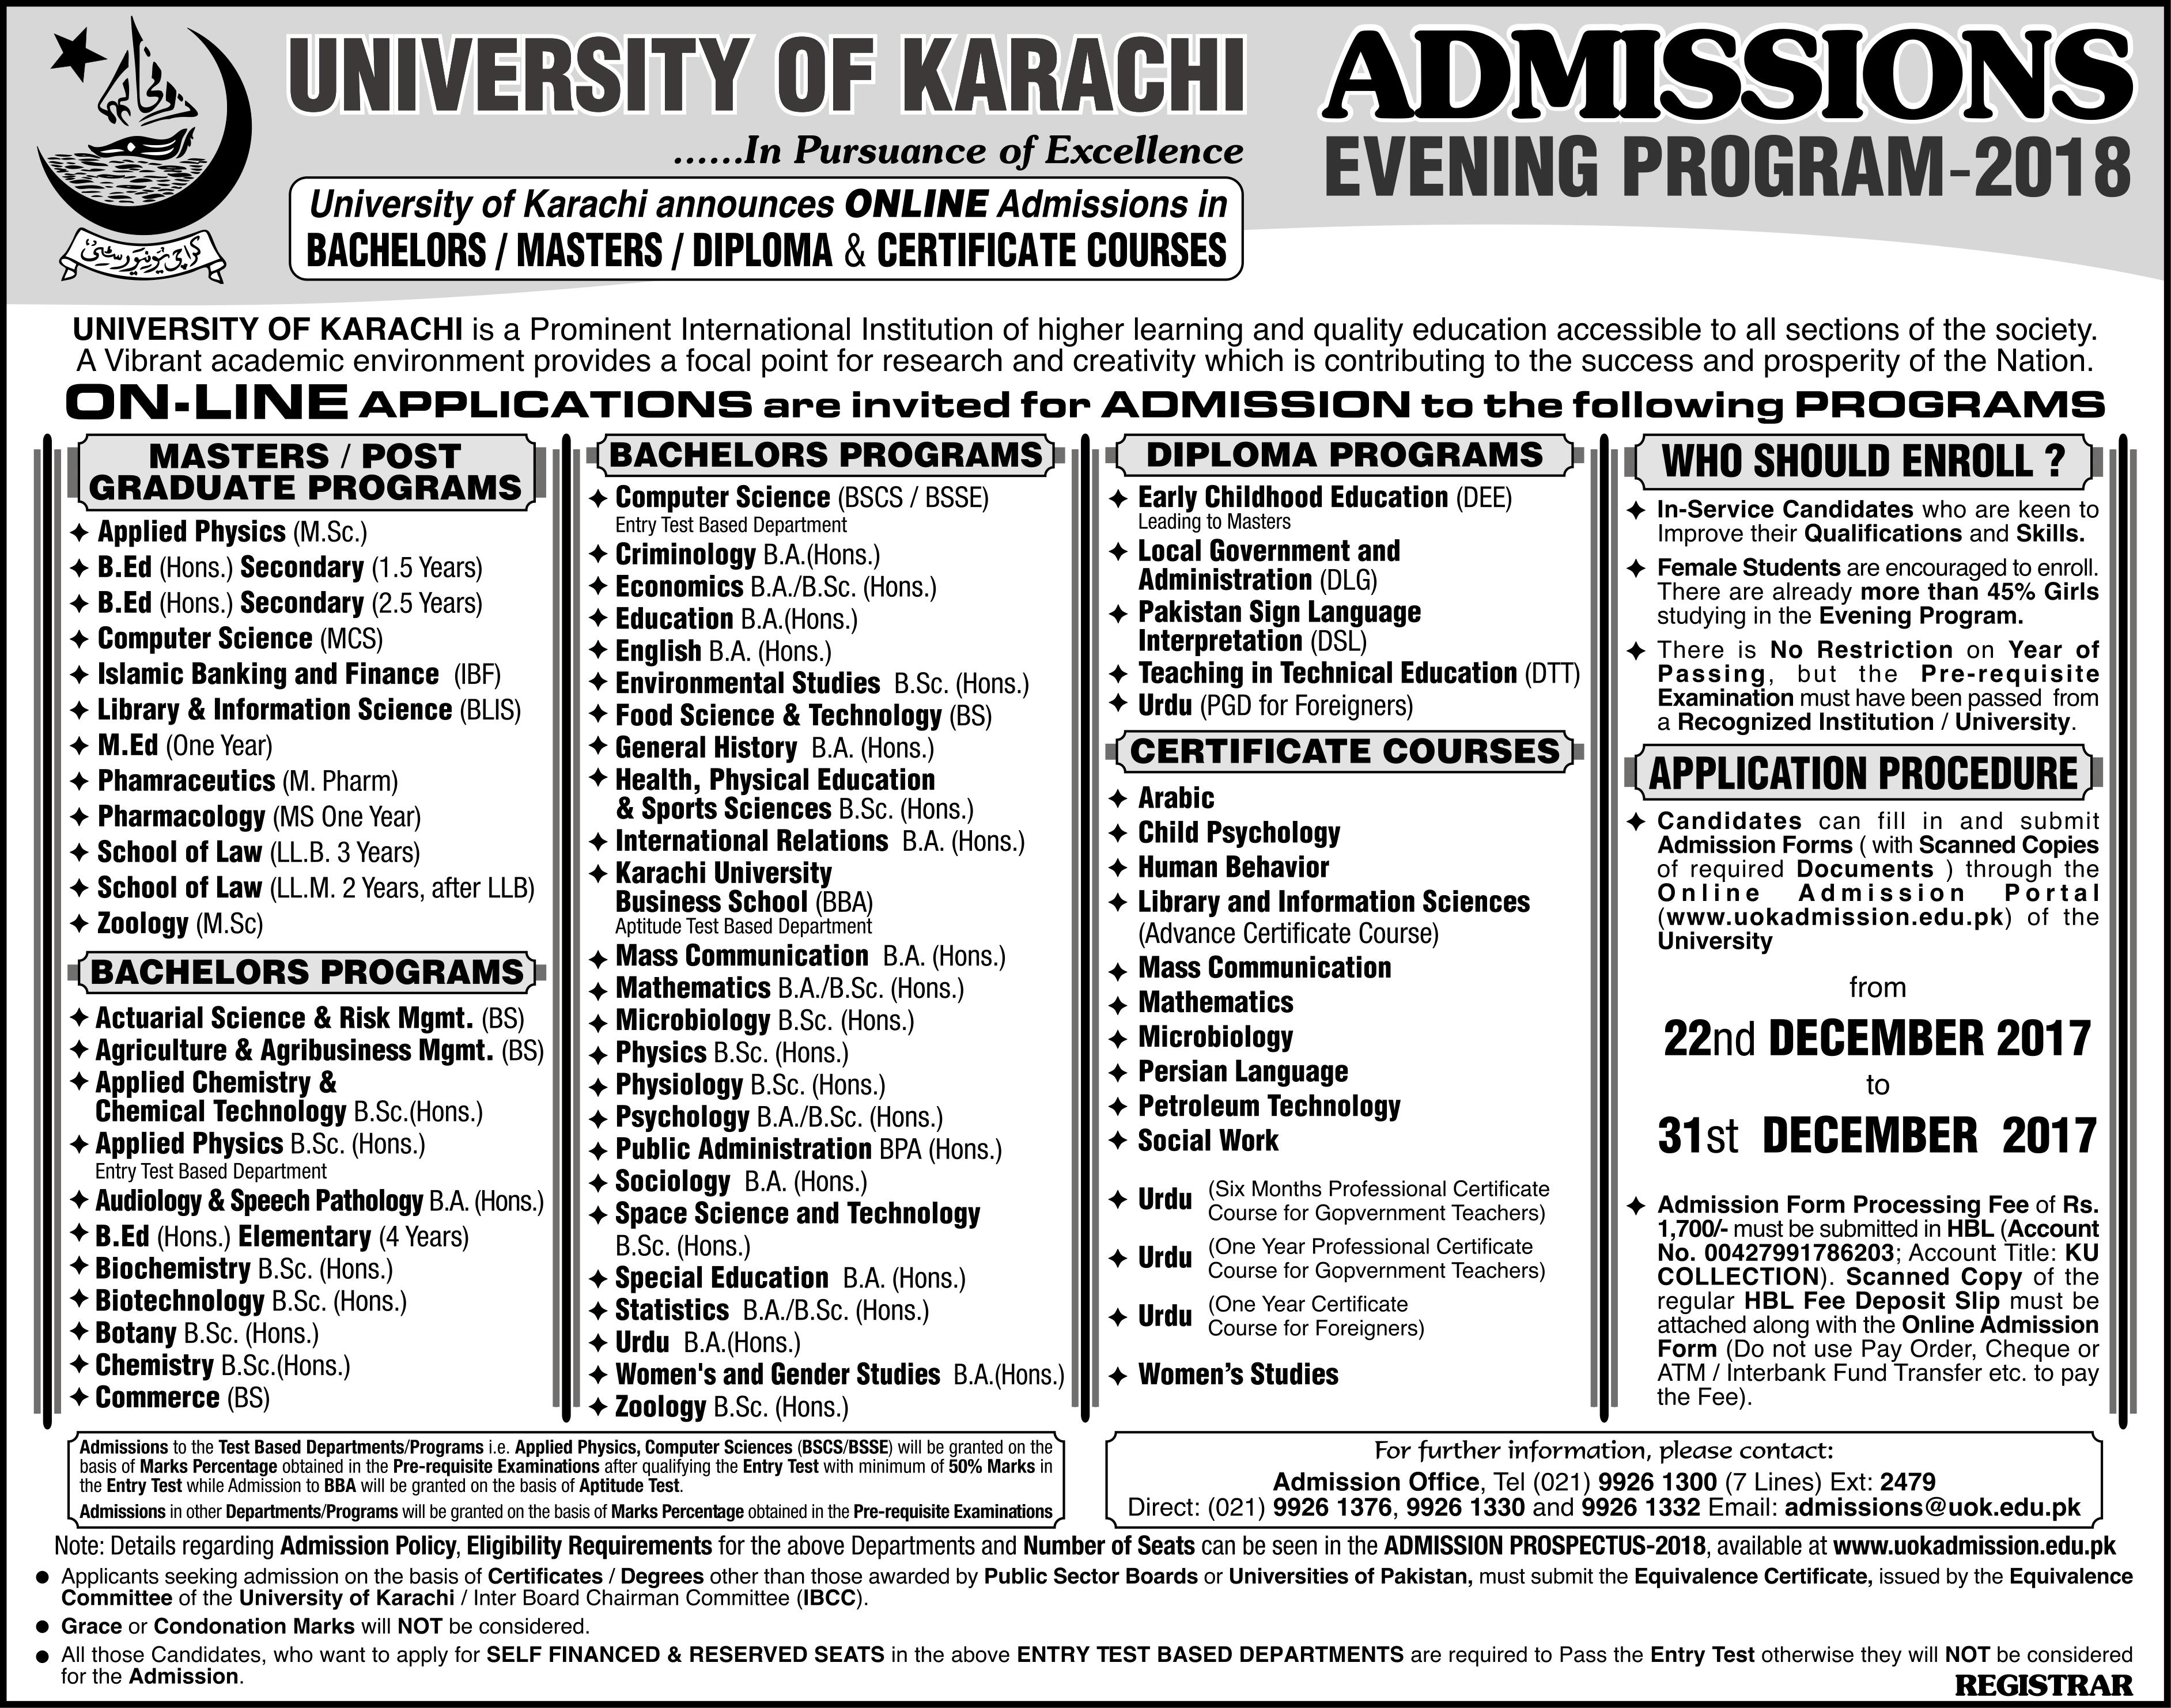 UNIVERSITY OF KARACHI
......In Pursuance of Excellence
ADMISSIONS
EVENING PROGRAM-2018
کراچی یونیورسٹی
University of Karachi announces ONLINE Admissions in
BACHELORS / MASTERS / DIPLOMA & CERTIFICATE COURSES
UNIVERSITY OF KARACHI is a Prominent International Institution of higher learning and quality education accessible to all sections of the society.
A Vibrant academic environment provides a focal point for research and creativity which is contributing to the success and prosperity of the Nation.
ON-LINE APPLICATIONS are invited for ADMISSION to the following PROGRAMS
MASTERS / POST
GRADUATE PROGRAMS
Applied Physics (M.Sc.)
B.Ed (Hons.) Secondary (1.5 Years)
B.Ed (Hons.) Secondary (2.5 Years)
Computer Science (MCS)
Islamic Banking and Finance (IBF)
Library & Information Science (BLIS)
M.Ed (One Year)
Phamraceutics (M. Pharm)
Pharmacology (MS One Year)
School of Law (LL.B. 3 Years)
School of Law (LL.M. 2 Years, after LLB)
Zoology (M.Sc)
BACHELORS PROGRAMS
Actuarial Science & Risk Mgmt. (BS)
Agriculture & Agribusiness Mgmt. (BS)
Applied Chemistry &
Chemical Technology B.Sc.(Hons.)
Applied Physics B.Sc. (Hons.)
Entry Test Based Department
Audiology & Speech Pathology B.A. (Hons.)
B.Ed (Hons.) Elementary (4 Years)
Biochemistry B.Sc. (Hons.)
Biotechnology B.Sc. (Hons.)
Botany B.Sc. (Hons.)
Chemistry B.Sc.(Hons.)
Commerce (BS)
BACHELORS PROGRAMS
Computer Science (BSCS / BSSE)
Entry Test Based Department
Criminology B.A.(Hons.)
Economics B.A./B.Sc. (Hons.)
Education B.A.(Hons.)
English B.A. (Hons.)
Environmental Studies B.Sc. (Hons.)
Food Science & Technology (BS)
General History B.A. (Hons.)
Health, Physical Education
& Sports Sciences B.Sc. (Hons.)
International Relations B.A. (Hons.)
Karachi University
Business School (BBA)
Aptitude Test Based Department
Mass Communication B.A. (Hons.)
Mathematics B.A./B.Sc. (Hons.)
Microbiology B.Sc. (Hons.)
Physics B.Sc. (Hons.)
Physiology B.Sc. (Hons.)
Psychology B.A./B.Sc. (Hons.)
Public Administration BPA (Hons.)
Sociology B.A. (Hons.)
Space Science and Technology
B.Sc. (Hons.)
Special Education B.A. (Hons.)
Statistics B.A./B.Sc. (Hons.)
Urdu B.A.(Hons.)
Women's and Gender Studies B.A.(Hons.)
Zoology B.Sc. (Hons.)
DIPLOMA PROGRAMS
Early Childhood Education (DEE)
Leading to Masters
Local Government and
Administration (DLG)
Pakistan Sign Language
Interpretation (DSL)
Teaching in Technical Education (DTT)
Urdu (PGD for Foreigners)
CERTIFICATE COURSES
Arabic
Child Psychology
Human Behavior
Library and Information Sciences
(Advance Certificate Course)
Mass Communication
Mathematics
Microbiology
Persian Language
Petroleum Technology
Social Work
Urdu (Six Months Professional Certificate
Course for Gopvernment Teachers)
Urdu (One Year Professional Certificate
Course for Gopvernment Teachers)
Urdu (One Year Certificate
Course for Foreigners)
Women's Studies
WHO SHOULD ENROLL ?
In-Service Candidates who are keen to
Improve their Qualifications and Skills.
Female Students are encouraged to enroll.
There are already more than 45% Girls
studying in the Evening Program.
There is No Restriction on Year of
Passing, but the Pre-requisite
Examination must have been passed from
a Recognized Institution / University.
APPLICATION PROCEDURE
Candidates can fill in and submit
Admission Forms ( with Scanned Copies
of required Documents ) through the
Online Admission Portal
(www.uokadmission.edu.pk) of the
University
from
22nd DECEMBER 2017
to
31st DECEMBER 2017
Admission Form Processing Fee of Rs.
1,700/- must be submitted in HBL (Account
No. 00427991786203; Account Title: KU
COLLECTION). Scanned Copy of the
regular HBL Fee Deposit Slip must be
attached along with the Online Admission
Form (Do not use Pay Order, Cheque or
ATM / Interbank Fund Transfer etc. to pay
the Fee).
Admissions to the Test Based Departments/Programs i.e. Applied Physics, Computer Sciences (BSCS/BSSE) will be granted on the
basis of Marks Percentage obtained in the Pre-requisite Examinations after qualifying the Entry Test with minimum of 50% Marks in
the Entry Test while Admission to BBA will be granted on the basis of Aptitude Test.
Admissions in other Departments/Programs will be granted on the basis of Marks Percentage obtained in the Pre-requisite Examinations
For further information, please contact:
Admission Office, Tel (021) 9926 1300 (7 Lines) Ext: 2479
Direct: (021) 9926 1376, 9926 1330 and 9926 1332 Email: admissions@uok.edu.pk
Note: Details regarding Admission Policy, Eligibility Requirements for the above Departments and Number of Seats can be seen in the ADMISSION PROSPECTUS-2018, available at www.uokadmission.edu.pk
● Applicants seeking admission on the basis of Certificates / Degrees other than those awarded by Public Sector Boards or Universities of Pakistan, must submit the Equivalence Certificate, issued by the Equivalence
Committee of the University of Karachi / Inter Board Chairman Committee (IBCC).
● Grace or Condonation Marks will NOT be considered.
● All those Candidates, who want to apply for SELF FINANCED & RESERVED SEATS in the above ENTRY TEST BASED DEPARTMENTS are required to Pass the Entry Test otherwise they will NOT be considered
for the Admission.
REGISTRAR